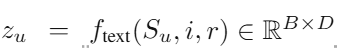 z_u = f_text(S_u, i, r) ∈ ℝ^{B×D}